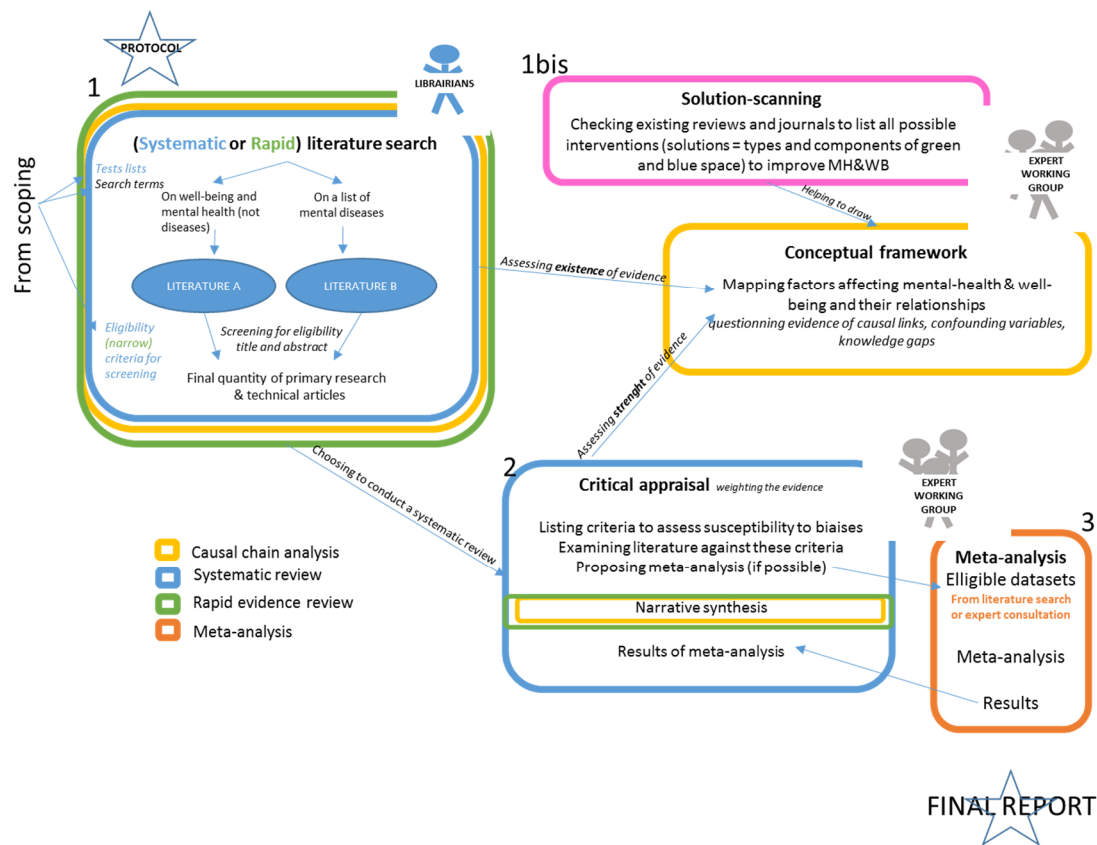 PROTOCOL
1
LIBRAIRIANS
From scoping
(Systematic or Rapid) literature search
Tests lists
Search terms
On well-being and
mental health (not
diseases)
On a list of
mental diseases
LITERATURE A
LITERATURE B
Screening for eligibility
title and abstract
Eligibility
(narrow)
criteria for
screening
Final quantity of primary research
& technical articles
1bis
Solution-scanning
Checking existing reviews and journals to list all possible
interventions (solutions = types and components of green
and blue space) to improve MH&WB
EXPERT
WORKING
GROUP
Helping to draw
Assessing existence of evidence
Conceptual framework
Mapping factors affecting mental-health & well-
being and their relationships
questionning evidence of causal links, confounding variables,
knowledge gaps
Assessing strenght of evidence
Choosing to conduct a systematic review
2
Critical appraisal weighting the evidence
EXPERT
WORKING
GROUP
Listing criteria to assess susceptibility to biaises
Examining literature against these criteria
Proposing meta-analysis (if possible)
Narrative synthesis
Results of meta-analysis
3
Meta-analysis
Elligible datasets
From literature search
or expert consultation
Meta-analysis
Results
Causal chain analysis
Systematic review
Rapid evidence review
Meta-analysis
FINAL REPORT